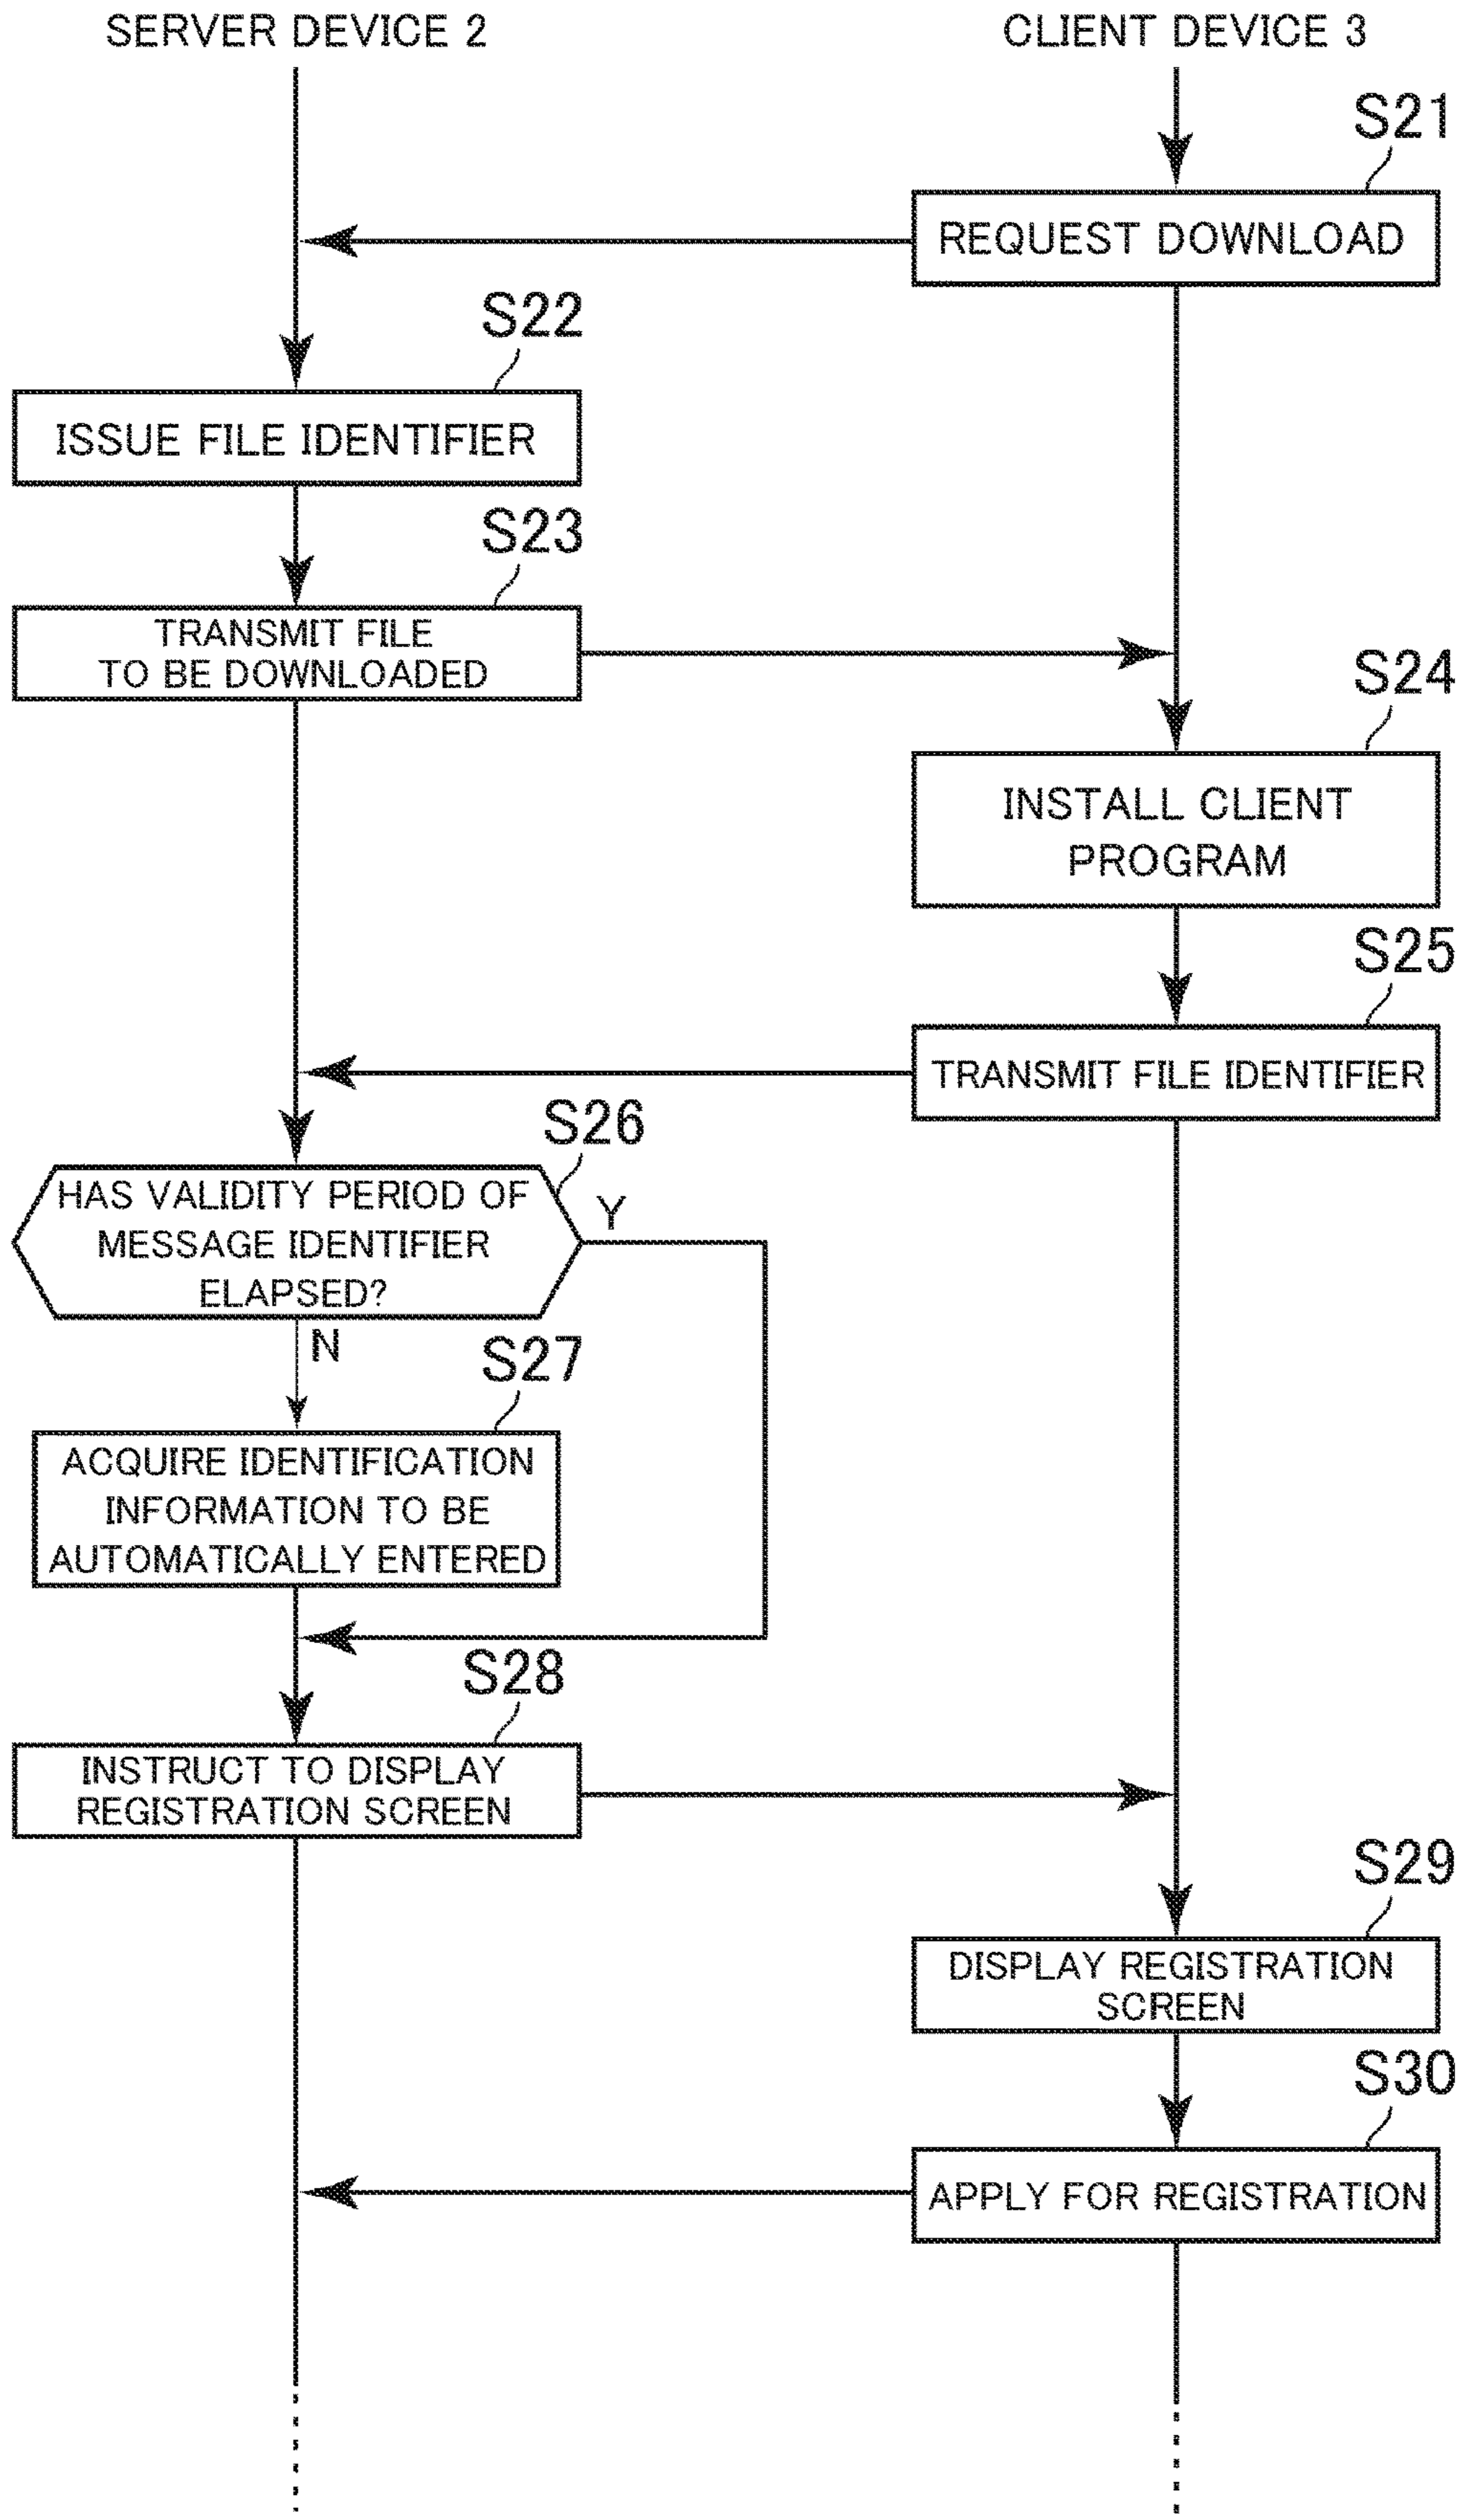 SERVER DEVICE 2
CLIENT DEVICE 3
S21
REQUEST DOWNLOAD
S22
ISSUE FILE IDENTIFIER
S23
TRANSMIT FILE
TO BE DOWNLOADED
S24
INSTALL CLIENT
PROGRAM
S25
TRANSMIT FILE IDENTIFIER
S26
HAS VALIDITY PERIOD OF
MESSAGE IDENTIFIER
ELAPSED?
Y
N
S27
ACQUIRE IDENTIFICATION
INFORMATION TO BE
AUTOMATICALLY ENTERED
S28
INSTRUCT TO DISPLAY
REGISTRATION SCREEN
S29
DISPLAY REGISTRATION
SCREEN
S30
APPLY FOR REGISTRATION